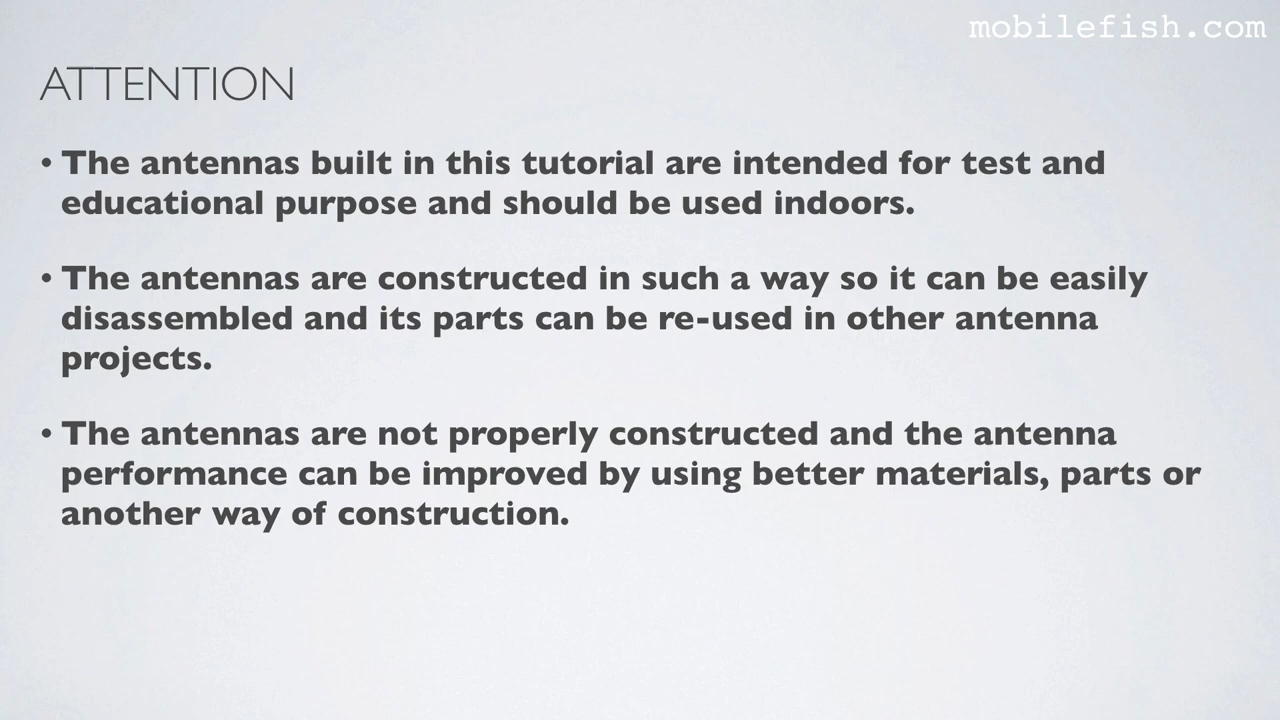 mobilefish.com
ATTENTION
• The antennas built in this tutorial are intended for test and
educational purpose and should be used indoors.
• The antennas are constructed in such a way so it can be easily
disassembled and its parts can be re-used in other antenna
projects.
• The antennas are not properly constructed and the antenna
performance can be improved by using better materials, parts or
another way of construction.